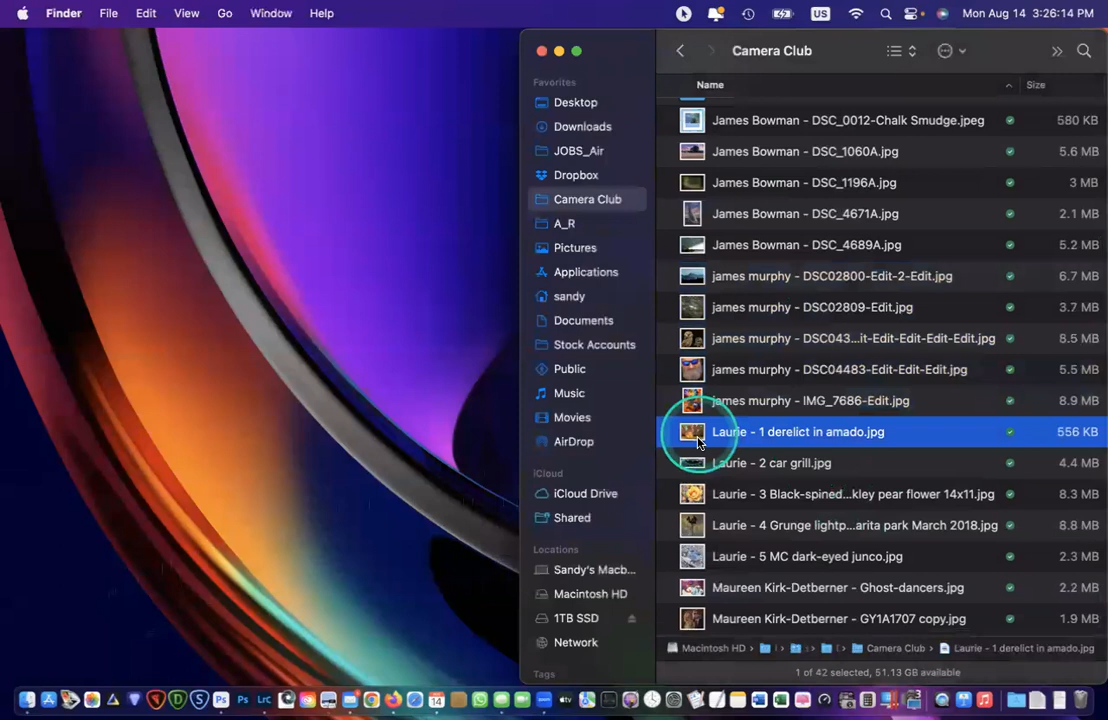 Finder File Edit View Go Window Help US Mon Aug 14 3:26:14 PM
Camera Club
Name Size
Favorites
Desktop
Downloads
JOBS_Air
Dropbox
Camera Club
A_R
Pictures
Applications
sandy
Documents
Stock Accounts
Public
Music
Movies
AirDrop
iCloud
iCloud Drive
Shared
Locations
Sandy's Macb...
Macintosh HD
1TB SSD
Network
Tags
James Bowman - DSC_0012-Chalk Smudge.jpeg 580 KB
James Bowman - DSC_1060A.jpg 5.6 MB
James Bowman - DSC_1196A.jpg 3 MB
James Bowman - DSC_4671A.jpg 2.1 MB
James Bowman - DSC_4689A.jpg 5.2 MB
james murphy - DSC02800-Edit-2-Edit.jpg 6.7 MB
james murphy - DSC02809-Edit.jpg 3.7 MB
james murphy - DSC043...it-Edit-Edit-Edit-Edit.jpg 8.5 MB
james murphy - DSC04483-Edit-Edit-Edit.jpg 5.5 MB
james murphy - IMG_7686-Edit.jpg 8.9 MB
Laurie - 1 derelict in amado.jpg 556 KB
Laurie - 2 car grill.jpg 4.4 MB
Laurie - 3 Black-spined...kley pear flower 14x11.jpg 8.3 MB
Laurie - 4 Grunge lightp...arita park March 2018.jpg 8.8 MB
Laurie - 5 MC dark-eyed junco.jpg 2.3 MB
Maureen Kirk-Detberner - Ghost-dancers.jpg 2.2 MB
Maureen Kirk-Detberner - GY1A1707 copy.jpg 1.9 MB
Macintosh HD Camera Club Laurie - 1 derelict in amado.jpg
1 of 42 selected, 51.13 GB available
Ps Ps Lrc 14 tv